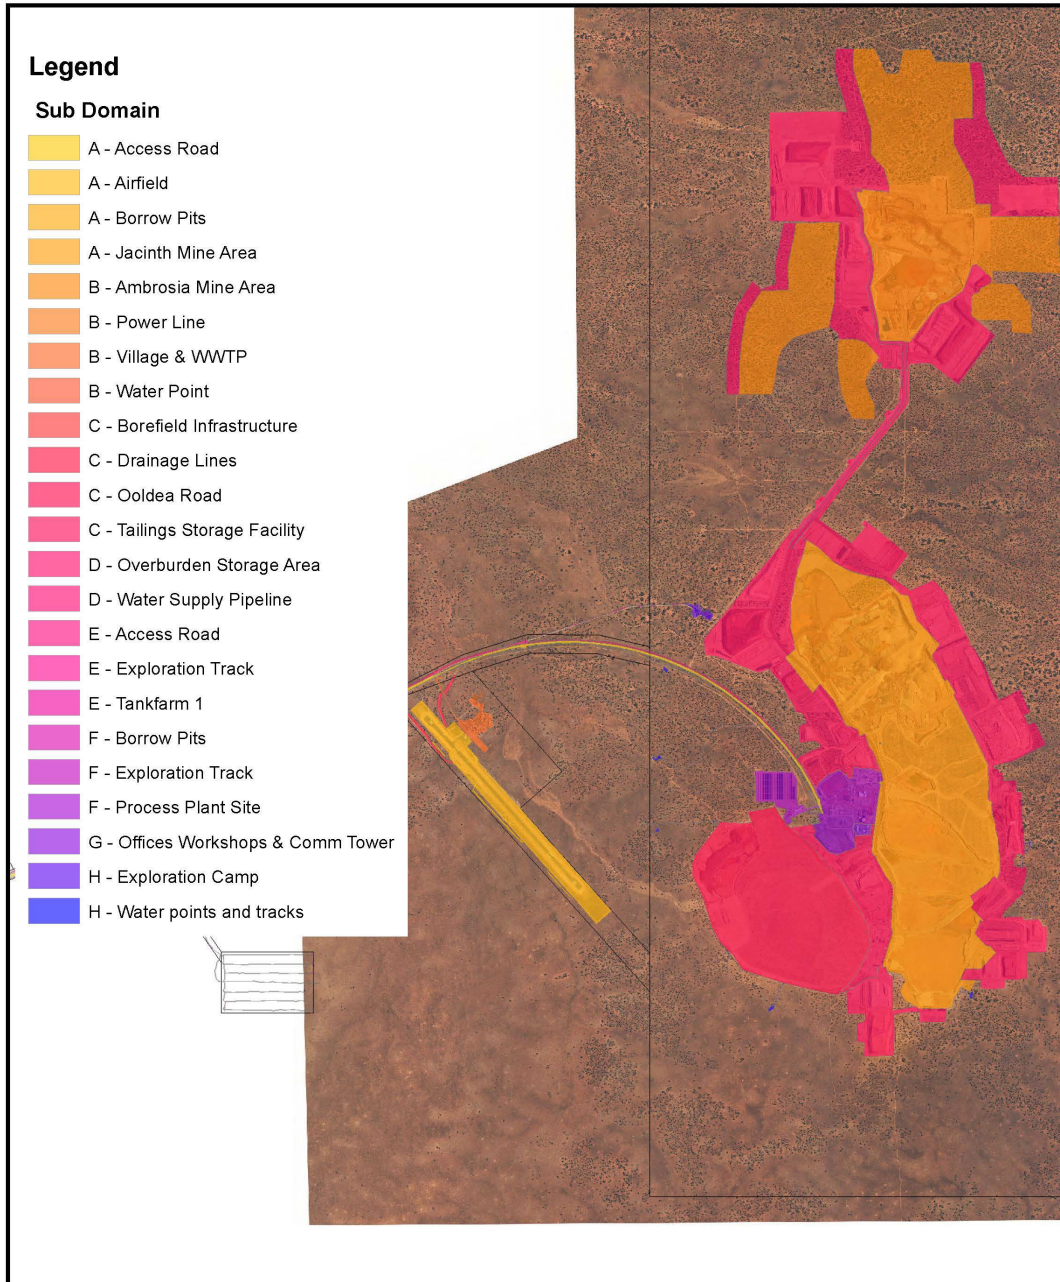 Legend
Sub Domain
A - Access Road
A - Airfield
A - Borrow Pits
A - Jacinth Mine Area
B - Ambrosia Mine Area
B - Power Line
B - Village & WWTP
B - Water Point
C - Borefield Infrastructure
C - Drainage Lines
C - Ooldea Road
C - Tailings Storage Facility
D - Overburden Storage Area
D - Water Supply Pipeline
E - Access Road
E - Exploration Track
E - Tankfarm 1
F - Borrow Pits
F - Exploration Track
F - Process Plant Site
G - Offices Workshops & Comm Tower
H - Exploration Camp
H - Water points and tracks